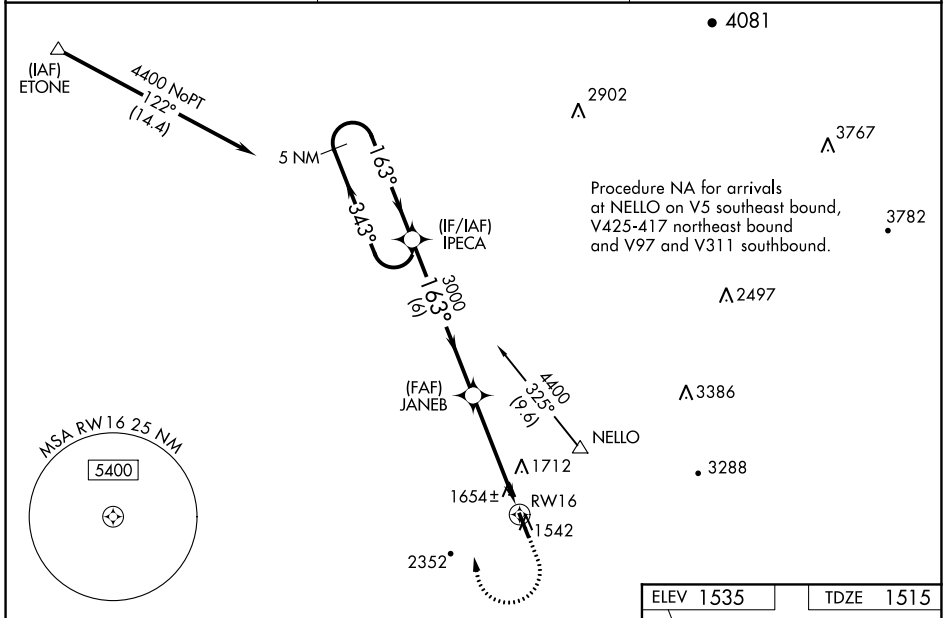 4081
(IAF)
ETONE
4400 NoPT
122°
(14.4)
2902
3767
5 NM
163°
343°
Procedure NA for arrivals
at NELLO on V5 southeast bound,
V425-417 northeast bound
and V97 and V311 southbound.
3782
(IF/IAF)
IPECA
3000
163°
(6)
2497
(FAF)
JANEB
4400
325°
(9.6)
3386
NELLO
MSA RW16 25 NM
5400
1712
3288
1654±
RW16
1542
2352
ELEV 1535
TDZE 1515